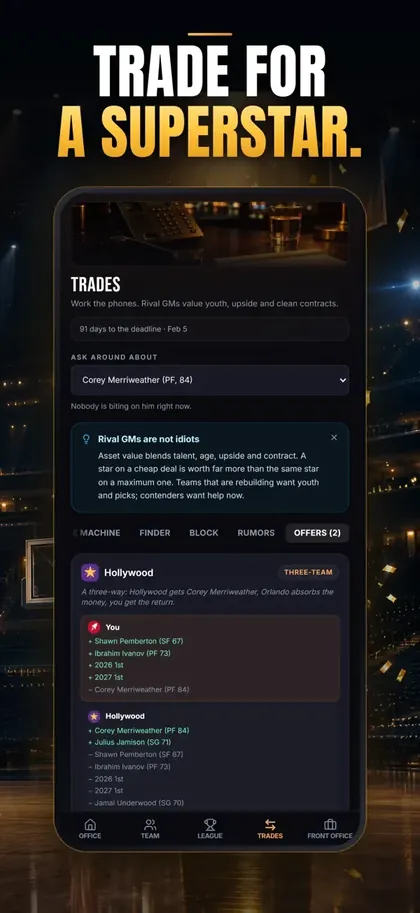 TRADE FOR
A SUPERSTAR.
TRADES
Work the phones. Rival GMs value youth, upside and clean contracts.
91 days to the deadline · Feb 5
ASK AROUND ABOUT
Corey Merriweather (PF, 84)
Nobody is biting on him right now.
Rival GMs are not idiots
Asset value blends talent, age, upside and contract. A
star on a cheap deal is worth far more than the same star
on a maximum one. Teams that are rebuilding want youth
and picks; contenders want help now.
MACHINE FINDER BLOCK RUMORS OFFERS (2)
Hollywood THREE-TEAM
A three-way: Hollywood gets Corey Merriweather, Orlando absorbs the
money, you get the return.
You
+ Shawn Pemberton (SF 67)
+ Ibrahim Ivanov (PF 73)
+ 2026 1st
+ 2027 1st
– Corey Merriweather (PF 84)
Hollywood
+ Corey Merriweather (PF 84)
+ Julius Jamison (SG 71)
– Shawn Pemberton (SF 67)
– Ibrahim Ivanov (PF 73)
– 2026 1st
– 2027 1st
– Jamal Underwood (SG 70)
OFFICE TEAM LEAGUE TRADES FRONT OFFICE